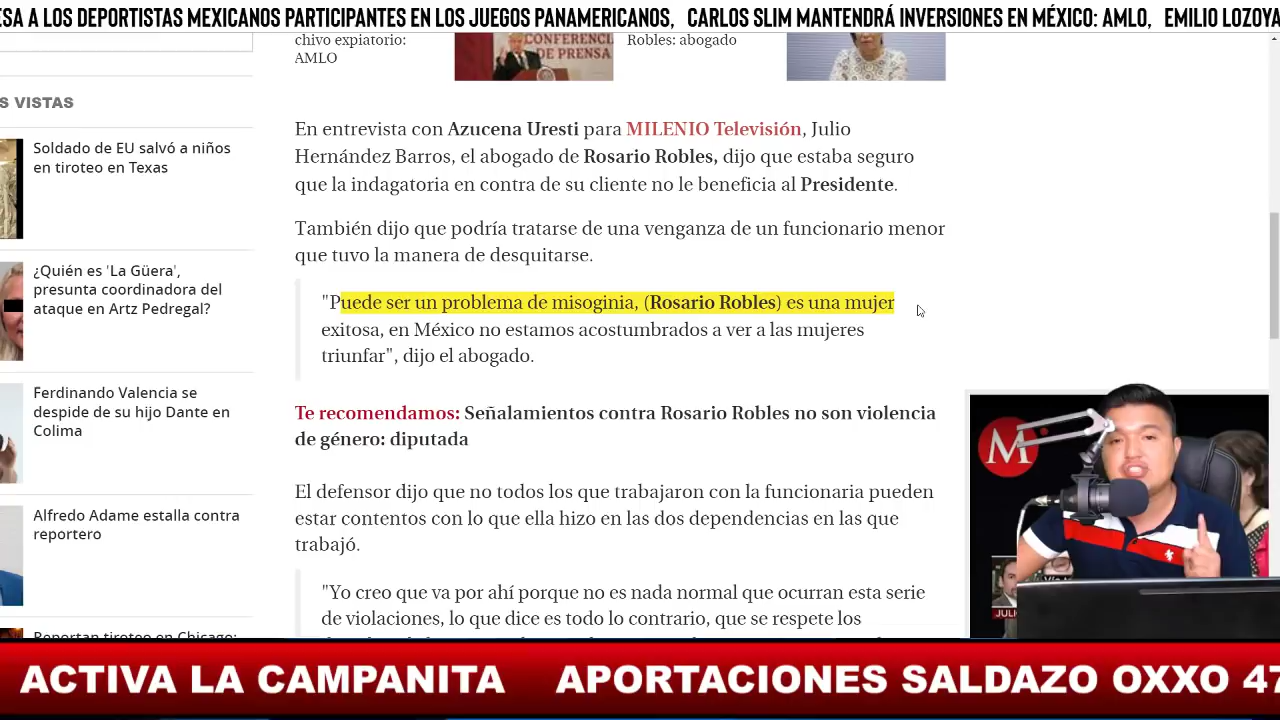 ESA A LOS DEPORTISTAS MEXICANOS PARTICIPANTES EN LOS JUEGOS PANAMERICANOS, CARLOS SLIM MANTENDRÁ INVERSIONES EN MÉXICO: AMLO, EMILIO LOZOYA
chivo expiatorio:
AMLO
CONFERENCIA
DE PRENSA
Robles: abogado
S VISTAS
Soldado de EU salvó a niños
en tiroteo en Texas
¿Quién es 'La Güera',
presunta coordinadora del
ataque en Artz Pedregal?
Ferdinando Valencia se
despide de su hijo Dante en
Colima
Alfredo Adame estalla contra
reportero
Reportan tiroteo en Chicago:
En entrevista con Azucena Uresti para MILENIO Televisión, Julio
Hernández Barros, el abogado de Rosario Robles, dijo que estaba seguro
que la indagatoria en contra de su cliente no le beneficia al Presidente.
También dijo que podría tratarse de una venganza de un funcionario menor
que tuvo la manera de desquitarse.
"Puede ser un problema de misoginia, (Rosario Robles) es una mujer
exitosa, en México no estamos acostumbrados a ver a las mujeres
triunfar", dijo el abogado.
Te recomendamos: Señalamientos contra Rosario Robles no son violencia
de género: diputada
El defensor dijo que no todos los que trabajaron con la funcionaria pueden
estar contentos con lo que ella hizo en las dos dependencias en las que
trabajó.
"Yo creo que va por ahí porque no es nada normal que ocurran esta serie
de violaciones, lo que dice es todo lo contrario, que se respete los
M
JULI
ACTIVA LA CAMPANITA APORTACIONES SALDAZO OXXO 47